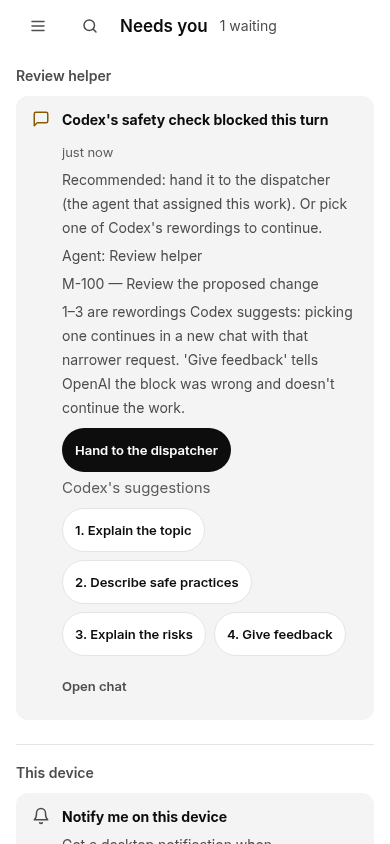 Needs you 1 waiting
Review helper
Codex's safety check blocked this turn
just now
Recommended: hand it to the dispatcher
(the agent that assigned this work). Or pick
one of Codex's rewordings to continue.
Agent: Review helper
M-100 — Review the proposed change
1–3 are rewordings Codex suggests: picking
one continues in a new chat with that
narrower request. 'Give feedback' tells
OpenAI the block was wrong and doesn't
continue the work.
Hand to the dispatcher
Codex's suggestions
1. Explain the topic
2. Describe safe practices
3. Explain the risks 4. Give feedback
Open chat
This device
Notify me on this device
Get a desktop notification when